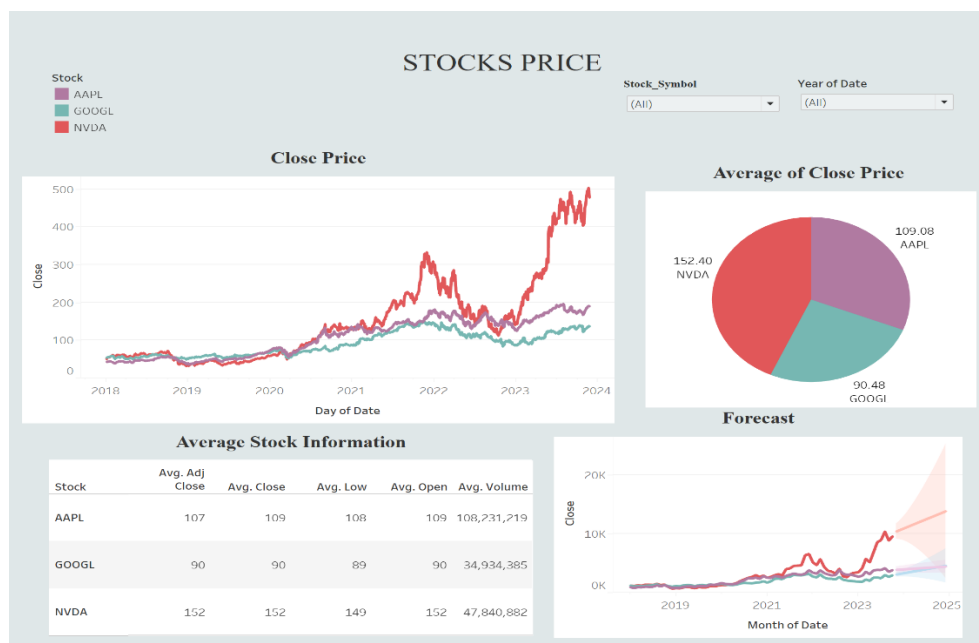 STOCKS PRICE
Stock
AAPL
GOOGL
NVDA
Stock_Symbol
(All)
Year of Date
(All)
Close Price
500
400
300
200
100
0
Close
2018 2019 2020 2021 2022 2023 2024
Day of Date
Average of Close Price
109.08
AAPL
152.40
NVDA
90.48
GOOGL
Average Stock Information
Stock Avg. Adj Close Avg. Close Avg. Low Avg. Open Avg. Volume
AAPL 107 109 108 109 108,231,219
GOOGL 90 90 89 90 34,934,385
NVDA 152 152 149 152 47,840,882
Forecast
20K
10K
0K
Close
2019 2021 2023 2025
Month of Date